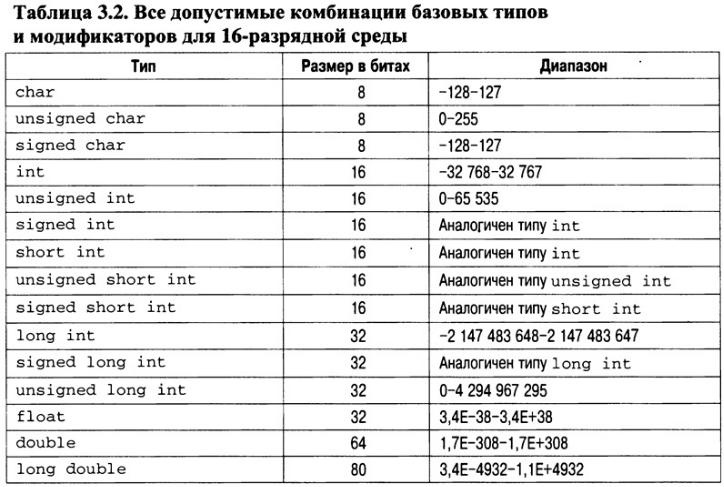 Таблица 3.2. Все допустимые комбинации базовых типов
и модификаторов для 16-разрядной среды
Тип Размер в битах Диапазон
char 8 −128–127
unsigned char 8 0–255
signed char 8 −128–127
int 16 −32 768–32 767
unsigned int 16 0–65 535
signed int 16 Аналогичен типу int
short int 16 Аналогичен типу int
unsigned short int 16 Аналогичен типу unsigned int
signed short int 16 Аналогичен типу short int
long int 32 −2 147 483 648–2 147 483 647
signed long int 32 Аналогичен типу long int
unsigned long int 32 0–4 294 967 295
float 32 3,4E−38–3,4E+38
double 64 1,7E−308–1,7E+308
long double 80 3,4E−4932–1,1E+4932